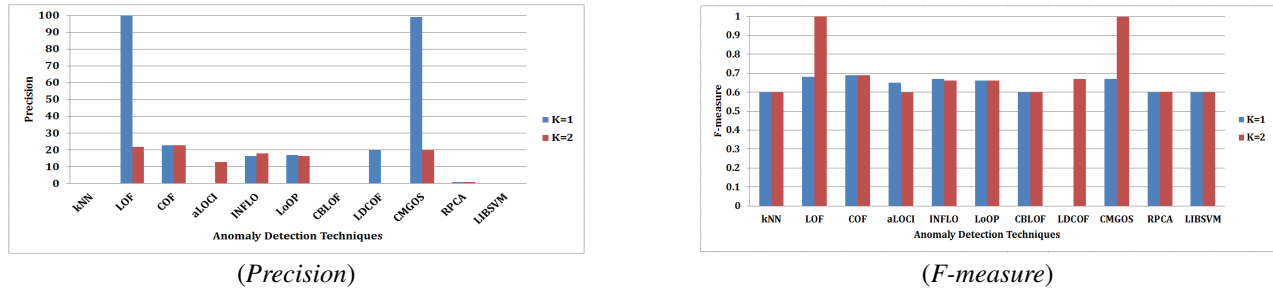 100
90
80
70
60
50
40
30
20
10
0
Precision
kNN
LOF
COF
aLOCI
INFLO
LoOP
CBLOF
LDCOF
CMGOS
RPCA
LIBSVM
Anomaly Detection Techniques
K=1
K=2
(Precision)
1
0.9
0.8
0.7
0.6
0.5
0.4
0.3
0.2
0.1
0
F-measure
kNN LOF COF aLOCI INFLO LoOP CBLOF LDCOF CMGOS RPCA LIBSVM
Anomaly Detection Techniques
K=1
K=2
(F-measure)